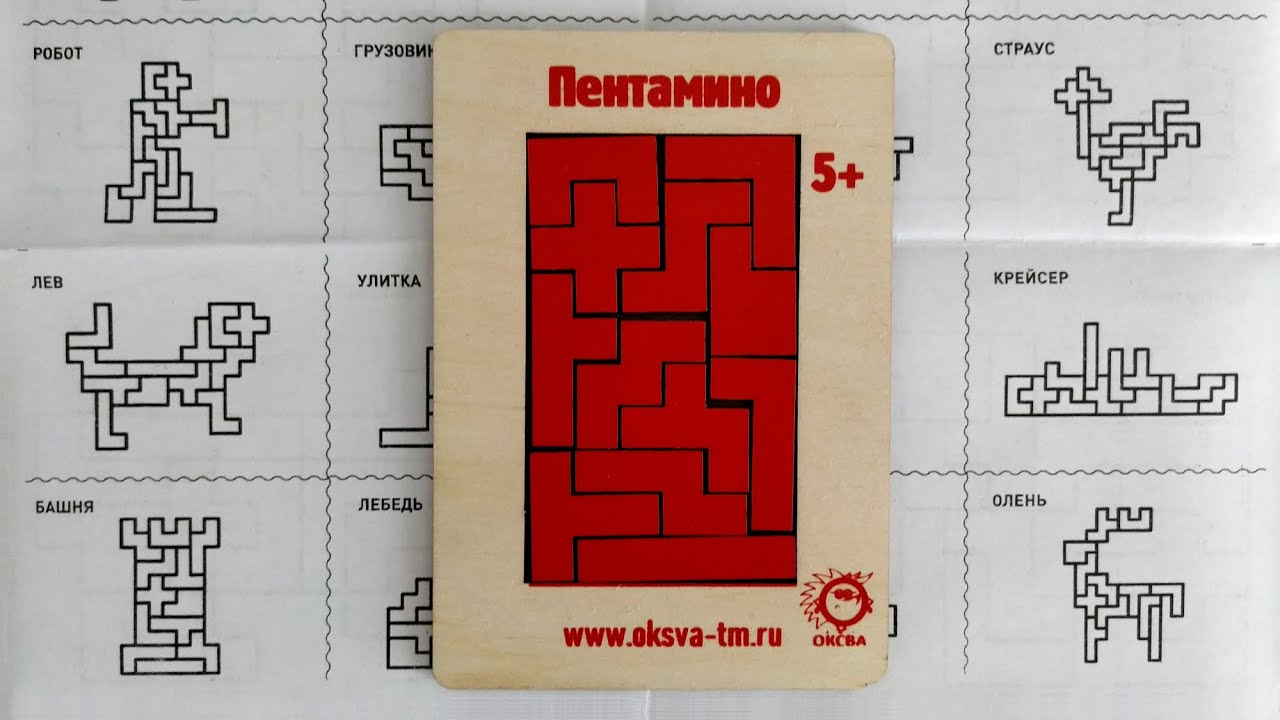 РОБОТ
ГРУЗОВИК
СТРАУС
Пентамино
5+
ЛЕВ
УЛИТКА
КРЕЙСЕР
БАШНЯ
ЛЕБЕДЬ
ОЛЕНЬ
www.oksva-tm.ru
ОКСВА